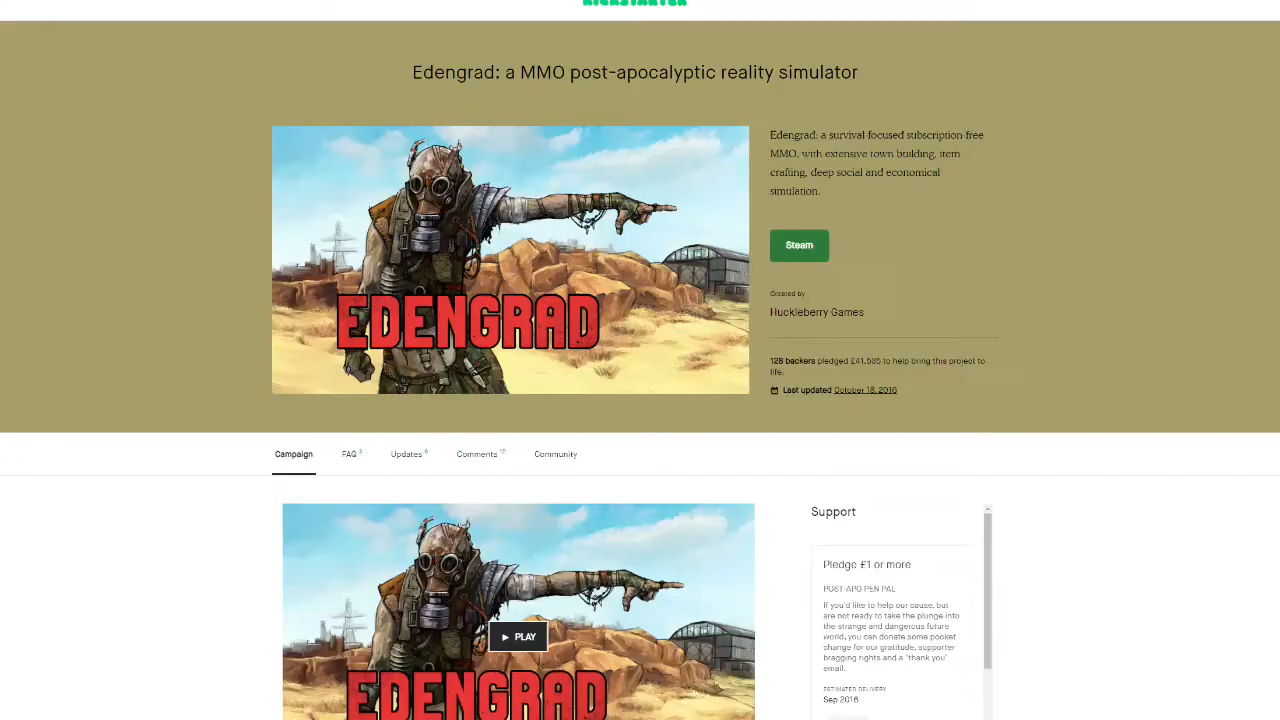 KICKSTARTER
Edengrad: a MMO post-apocalyptic reality simulator
EDENGRAD
Edengrad: a survival-focused subscription-free
MMO, with extensive town building, item
crafting, deep social and economical
simulation.
Steam
Created by
Huckleberry Games
128 backers pledged £41,535 to help bring this project to
life.
Last updated October 18, 2016
Campaign
FAQ 3
Updates 6
Comments
Community
PLAY
EDENGRAD
Support
Pledge £1 or more
POST-APO PEN PAL
If you'd like to help our cause, but
are not ready to take the plunge into
the strange and dangerous future
world, you can donate some pocket
change for our gratitude, supporter
bragging rights and a "thank you"
email.
ESTIMATED DELIVERY
Sep 2016